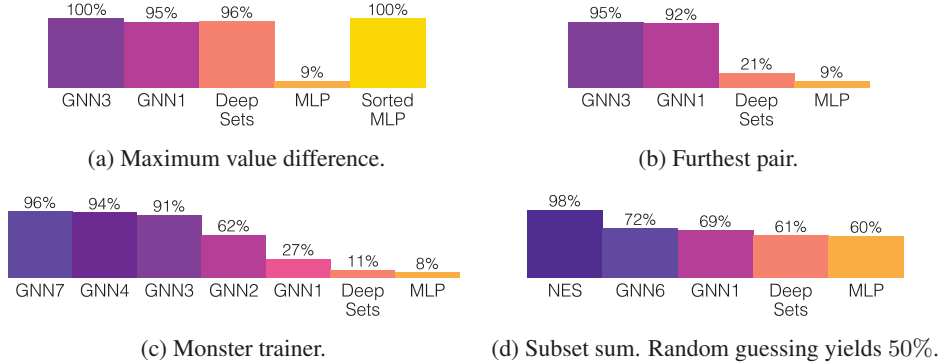 100% 95% 96% 9% 100%
GNN3 GNN1 Deep Sets MLP Sorted MLP
(a) Maximum value difference.
95% 92% 21% 9%
GNN3 GNN1 Deep Sets MLP
(b) Furthest pair.
96% 94% 91% 62% 27% 11% 8%
GNN7 GNN4 GNN3 GNN2 GNN1 Deep Sets MLP
(c) Monster trainer.
98% 72% 69% 61% 60%
NES GNN6 GNN1 Deep Sets MLP
(d) Subset sum. Random guessing yields 50%.